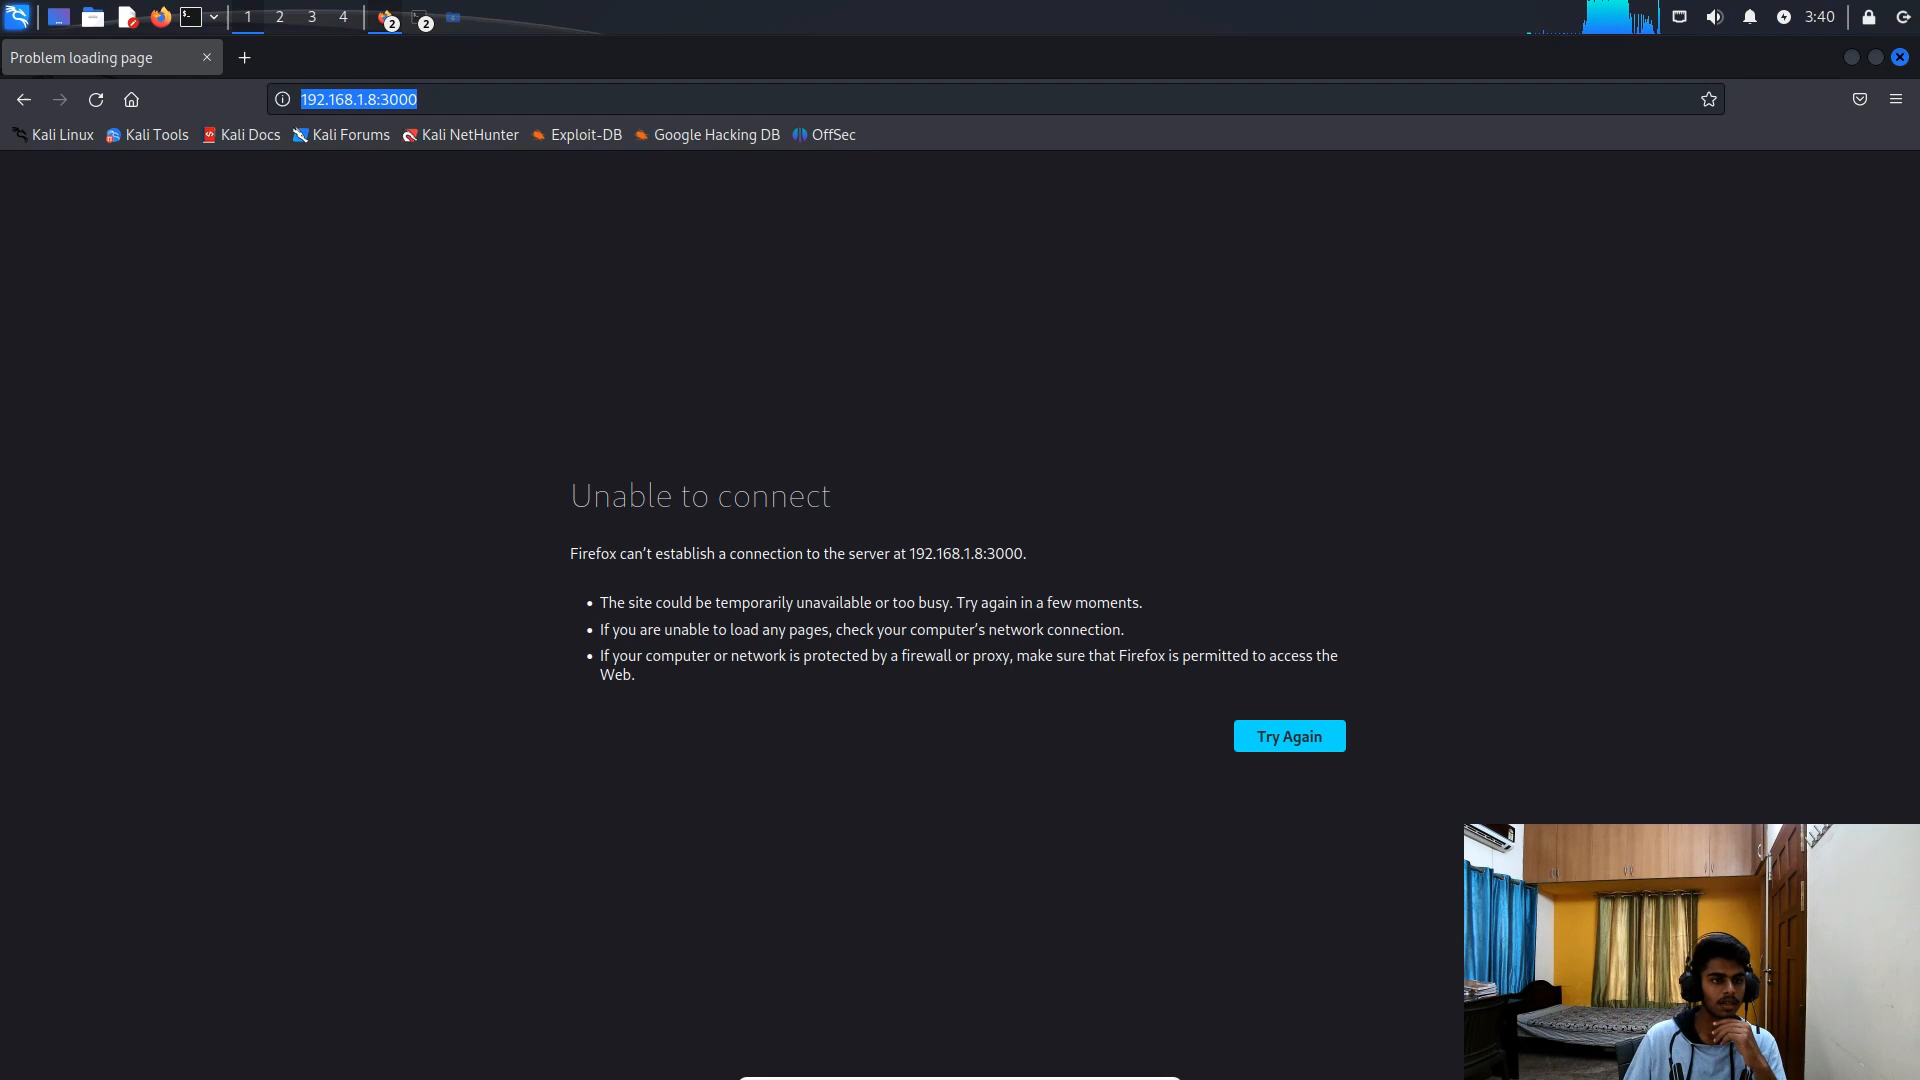 1 2 3 4 2 2 3:40
Problem loading page
192.168.1.8:3000
Kali Linux Kali Tools Kali Docs Kali Forums Kali NetHunter Exploit-DB Google Hacking DB OffSec
Unable to connect
Firefox can’t establish a connection to the server at 192.168.1.8:3000.
The site could be temporarily unavailable or too busy. Try again in a few moments.
If you are unable to load any pages, check your computer’s network connection.
If your computer or network is protected by a firewall or proxy, make sure that Firefox is permitted to access the
Web.
Try Again